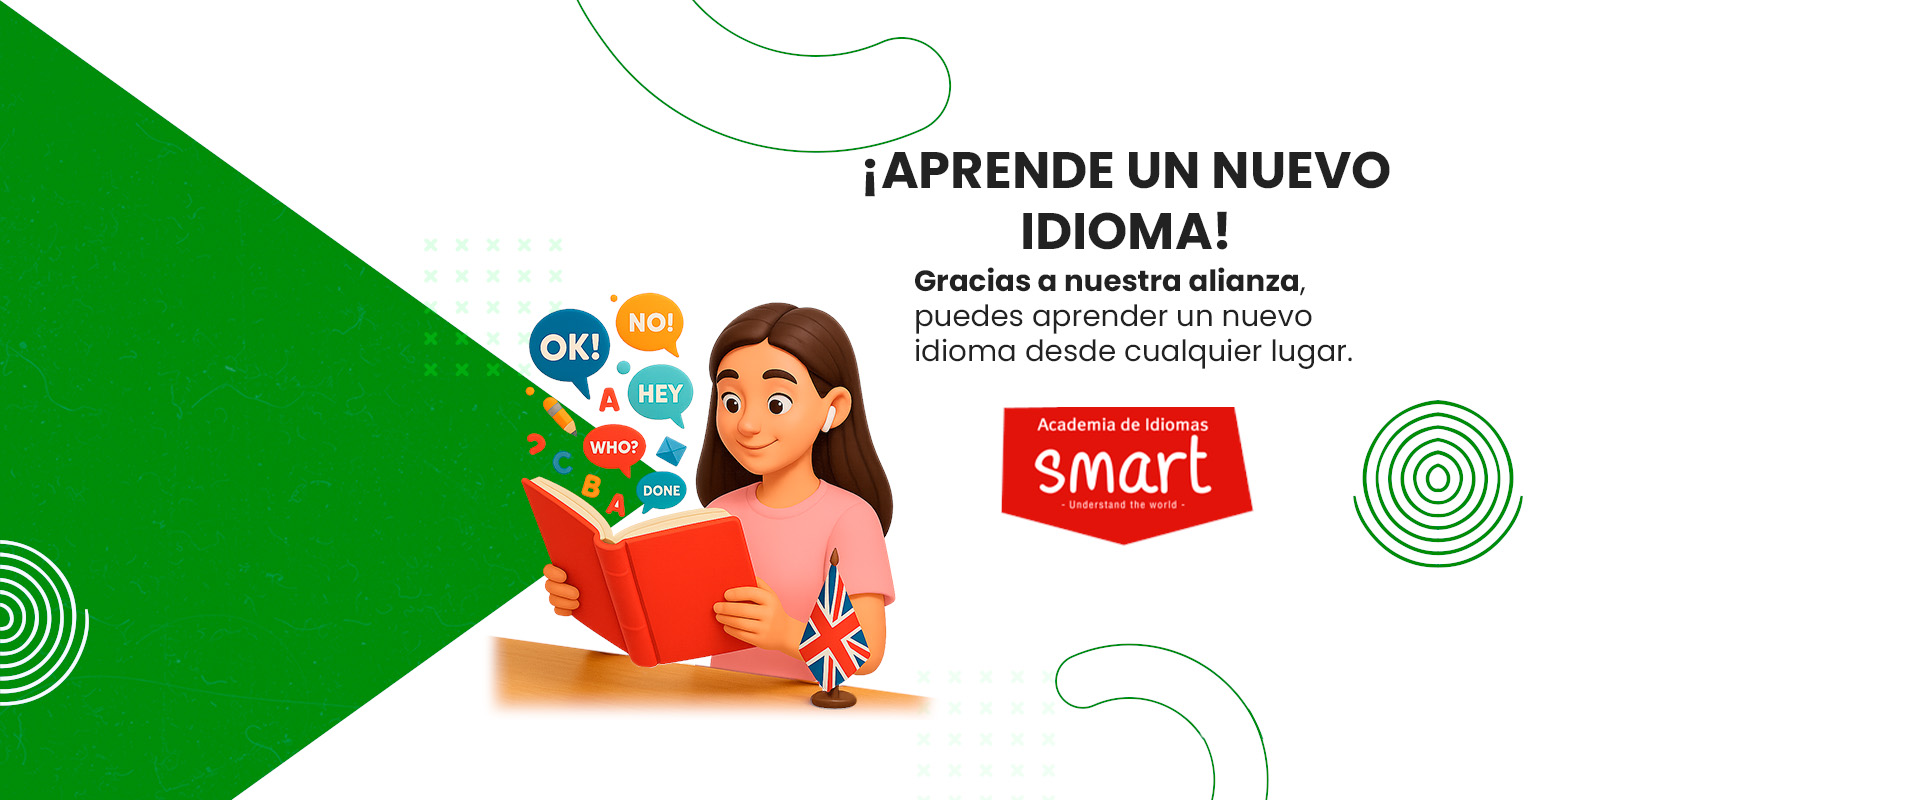 ¡APRENDE UN NUEVO
IDIOMA!
Gracias a nuestra alianza,
puedes aprender un nuevo
idioma desde cualquier lugar.
Academia de Idiomas
smart
- Understand the world -
OK!
NO!
HEY
A
WHO?
C
B
A
DONE